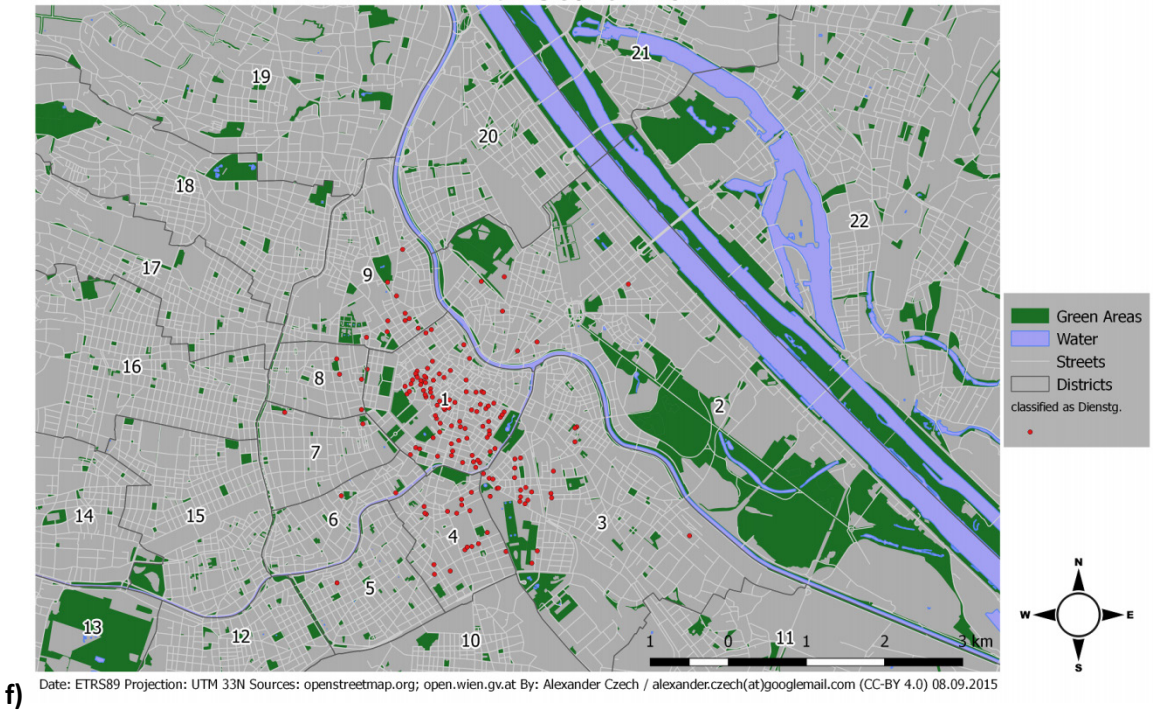 19
21
20
18
22
17
9
16
8
1
2
7
14
15
6
4
3
5
13
12
10
11
1 0 1 2 3 km
Green Areas
Water
Streets
Districts
classified as Dienstg.
N
W E
S
f) Date: ETRS89 Projection: UTM 33N Sources: openstreetmap.org; open.wien.gv.at By: Alexander Czech / alexander.czech(at)googlemail.com (CC-BY 4.0) 08.09.2015